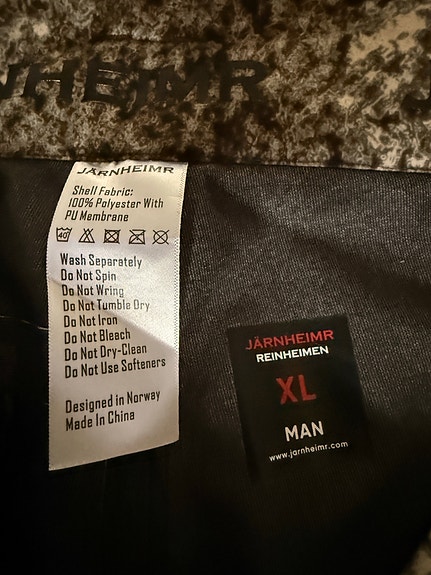 NHEIMR
JÄRNHEIMR
Shell Fabric:
100% Polyester With
PU Membrane
40
Wash Separately
Do Not Spin
Do Not Wring
Do Not Tumble Dry
Do Not Iron
Do Not Bleach
Do Not Dry-Clean
Do Not Use Softeners
Designed in Norway
Made In China
JÄRNHEIMR
REINHEIMEN
XL
MAN
www.jarnheimr.com